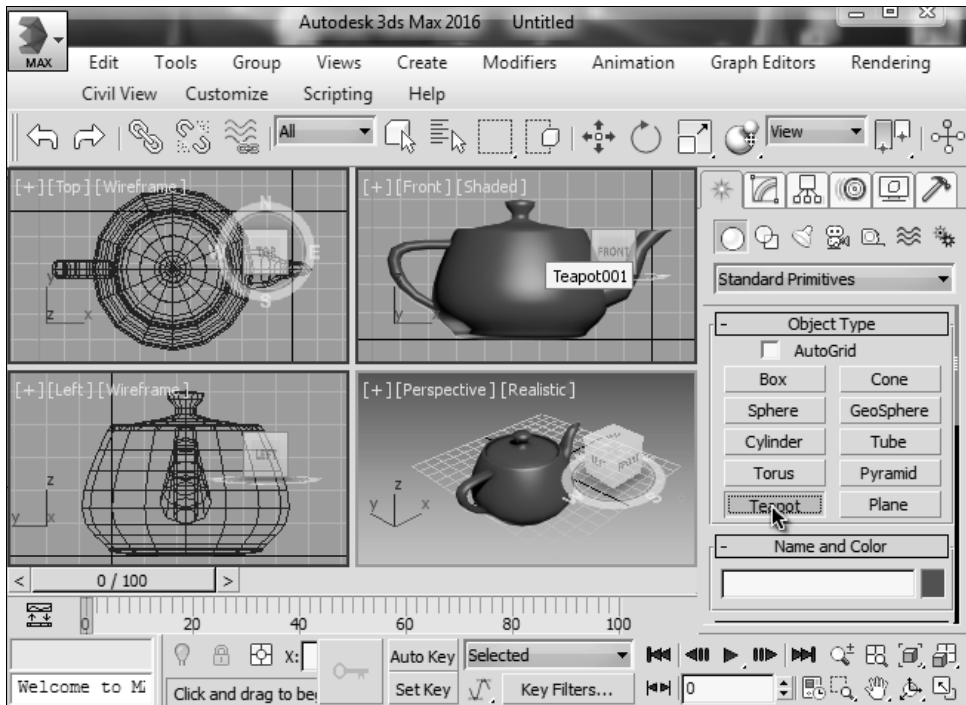 Autodesk 3ds Max 2016 Untitled
MAX
Edit Tools Group Views Create Modifiers Animation Graph Editors Rendering
Civil View Customize Scripting Help
All
View
[+][Top][Wireframe]
N
E
S
TOP
y
z x
[+][Front][Shaded]
FRONT
Teapot001
z
y x
Standard Primitives
- Object Type
AutoGrid
Box Cone
Sphere GeoSphere
Cylinder Tube
Torus Pyramid
Teapot Plane
[+][Left][Wireframe]
LEFT
z
y x
[+][Perspective][Realistic]
z
y x
- Name and Color
< 0 / 100 >
0 20 40 60 80 100
X:
Auto Key Selected
Welcome to M
Click and drag to be
Set Key Key Filters... 0